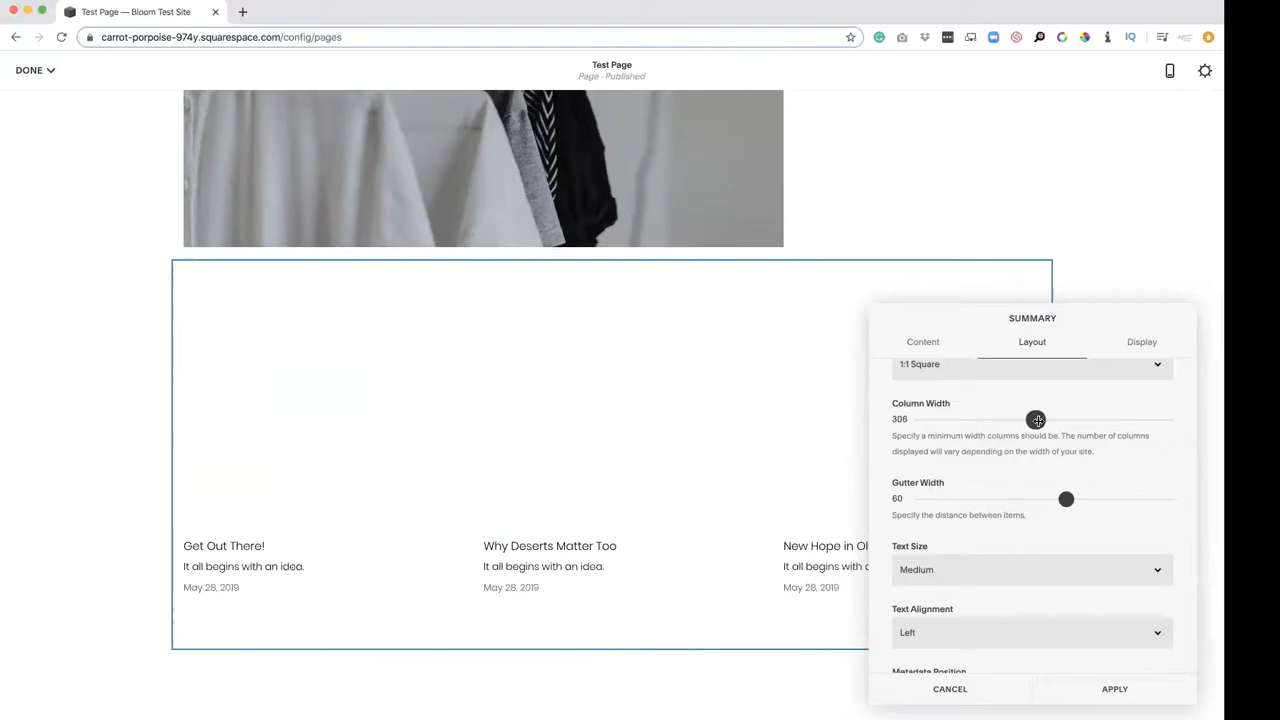 Test Page — Bloom Test Site
carrot-porpoise-974y.squarespace.com/config/pages
IQ
DONE
Test Page
Page · Published
SUMMARY
Content Layout Display
1:1 Square
Column Width
306
Specify a minimum width columns should be. The number of columns
displayed will vary depending on the width of your site.
Gutter Width
60
Specify the distance between items.
Text Size
Medium
Text Alignment
Left
Metadata Position
CANCEL APPLY
Get Out There!
It all begins with an idea.
May 28, 2019
Why Deserts Matter Too
It all begins with an idea.
May 28, 2019
New Hope in Ol
It all begins with
May 28, 2019